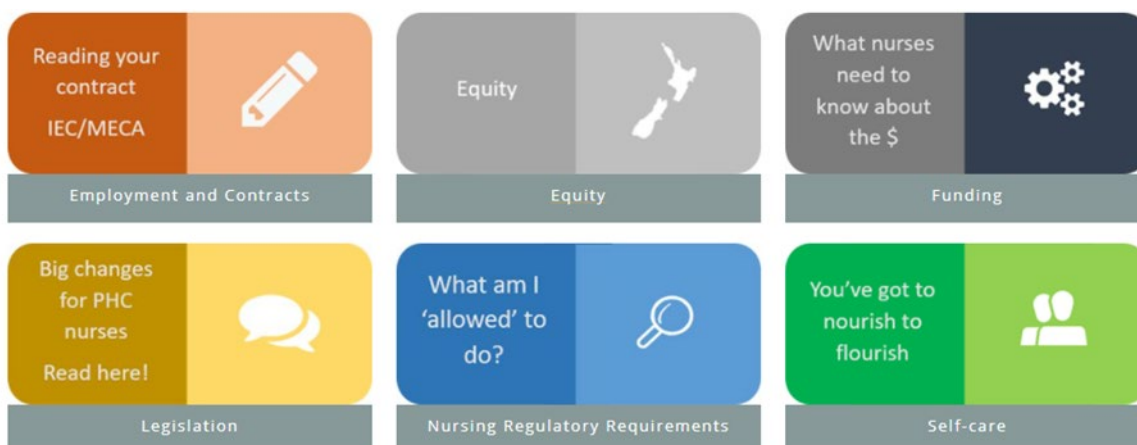 Reading your
contract
IEC/MECA
Employment and Contracts
Equity
Equity
What nurses
need to
know about
the $
Funding
Big changes
for PHC
nurses
Read here!
Legislation
What am I
‘allowed’ to
do?
Nursing Regulatory Requirements
You’ve got to
nourish to
flourish
Self-care